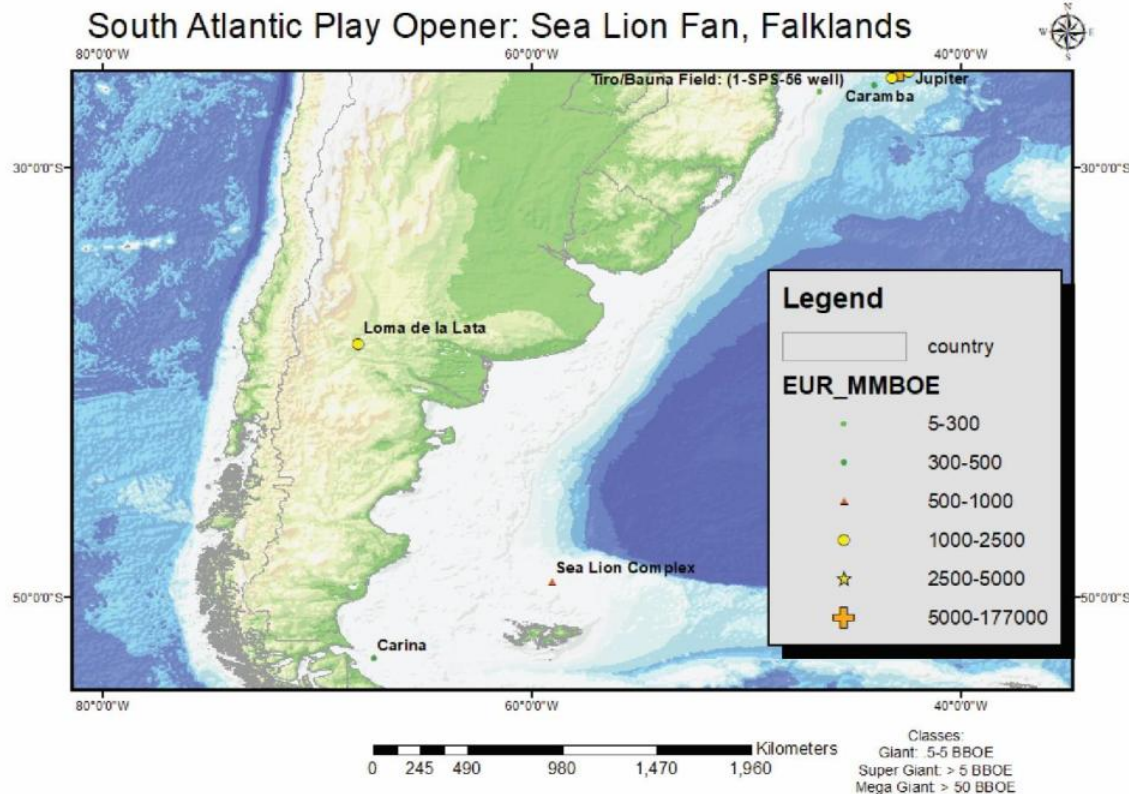 South Atlantic Play Opener: Sea Lion Fan, Falklands
N
W E
S
80°0'0"W 60°0'0"W 40°0'0"W
Tiro/Bauna Field: (1-SPS-56 well) Jupiter
Caramba
30°0'0"S 30°0'0"S
Loma de la Lata
Legend
country
EUR_MMBOE
5-300
300-500
500-1000
1000-2500
2500-5000
5000-177000
Sea Lion Complex
50°0'0"S 50°0'0"S
Carina
80°0'0"W 60°0'0"W 40°0'0"W
Kilometers
0 245 490 980 1,470 1,960
Classes:
Giant: .5-5 BBOE
Super Giant: > 5 BBOE
Mega Giant: > 50 BBOE